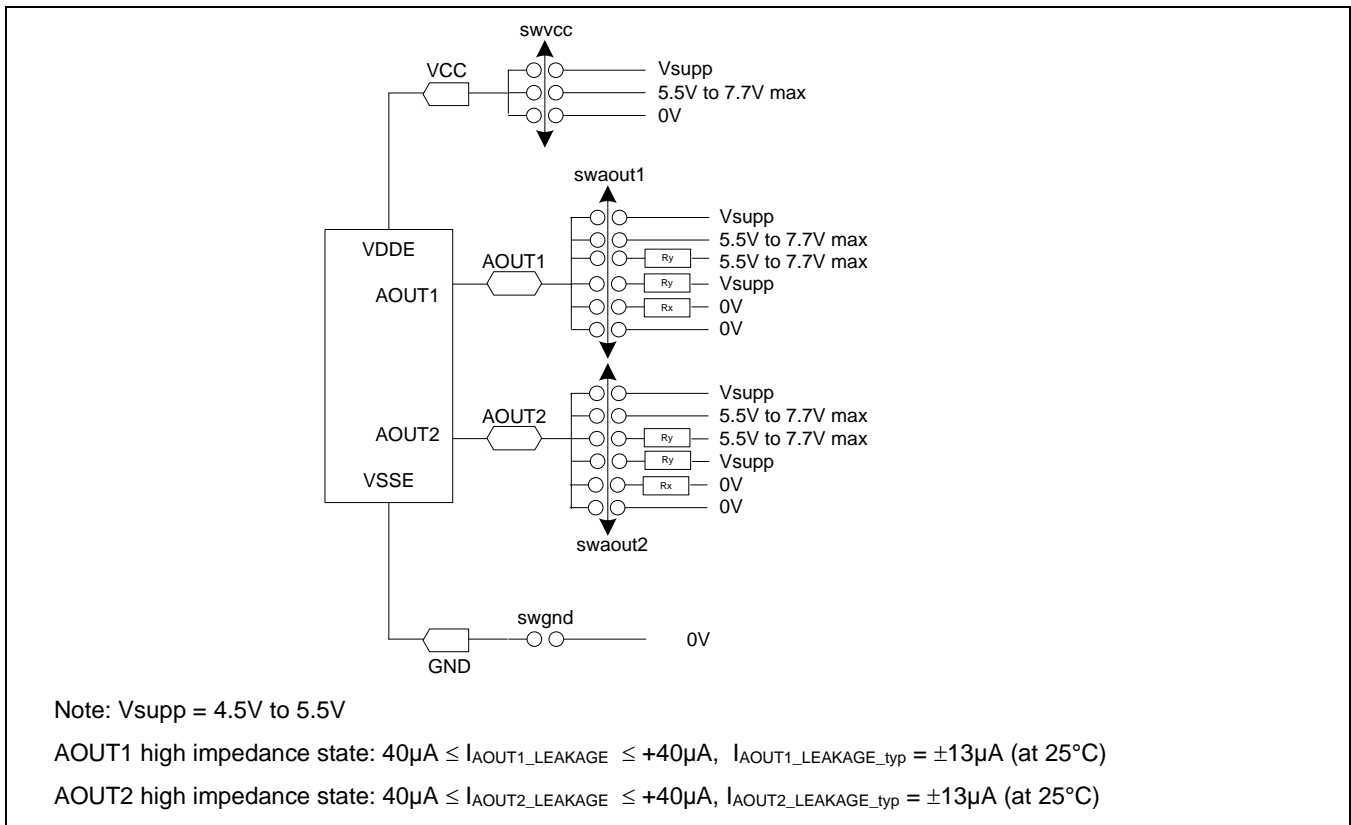 swvcc
VCC
Vsupp
5.5V to 7.7V max
0V
swaout1
VDDE
AOUT1
AOUT1
Vsupp
5.5V to 7.7V max
Ry
5.5V to 7.7V max
Ry
Vsupp
Rx
0V
0V
AOUT2
AOUT2
VSSE
Vsupp
5.5V to 7.7V max
Ry
5.5V to 7.7V max
Ry
Vsupp
Rx
0V
0V
swaout2
swgnd
0V
GND
Note: Vsupp = 4.5V to 5.5V
AOUT1 high impedance state: 40µA ≤ IAOUT1_LEAKAGE ≤ +40µA, IAOUT1_LEAKAGE_typ = ±13µA (at 25°C)
AOUT2 high impedance state: 40µA ≤ IAOUT2_LEAKAGE ≤ +40µA, IAOUT2_LEAKAGE_typ = ±13µA (at 25°C)